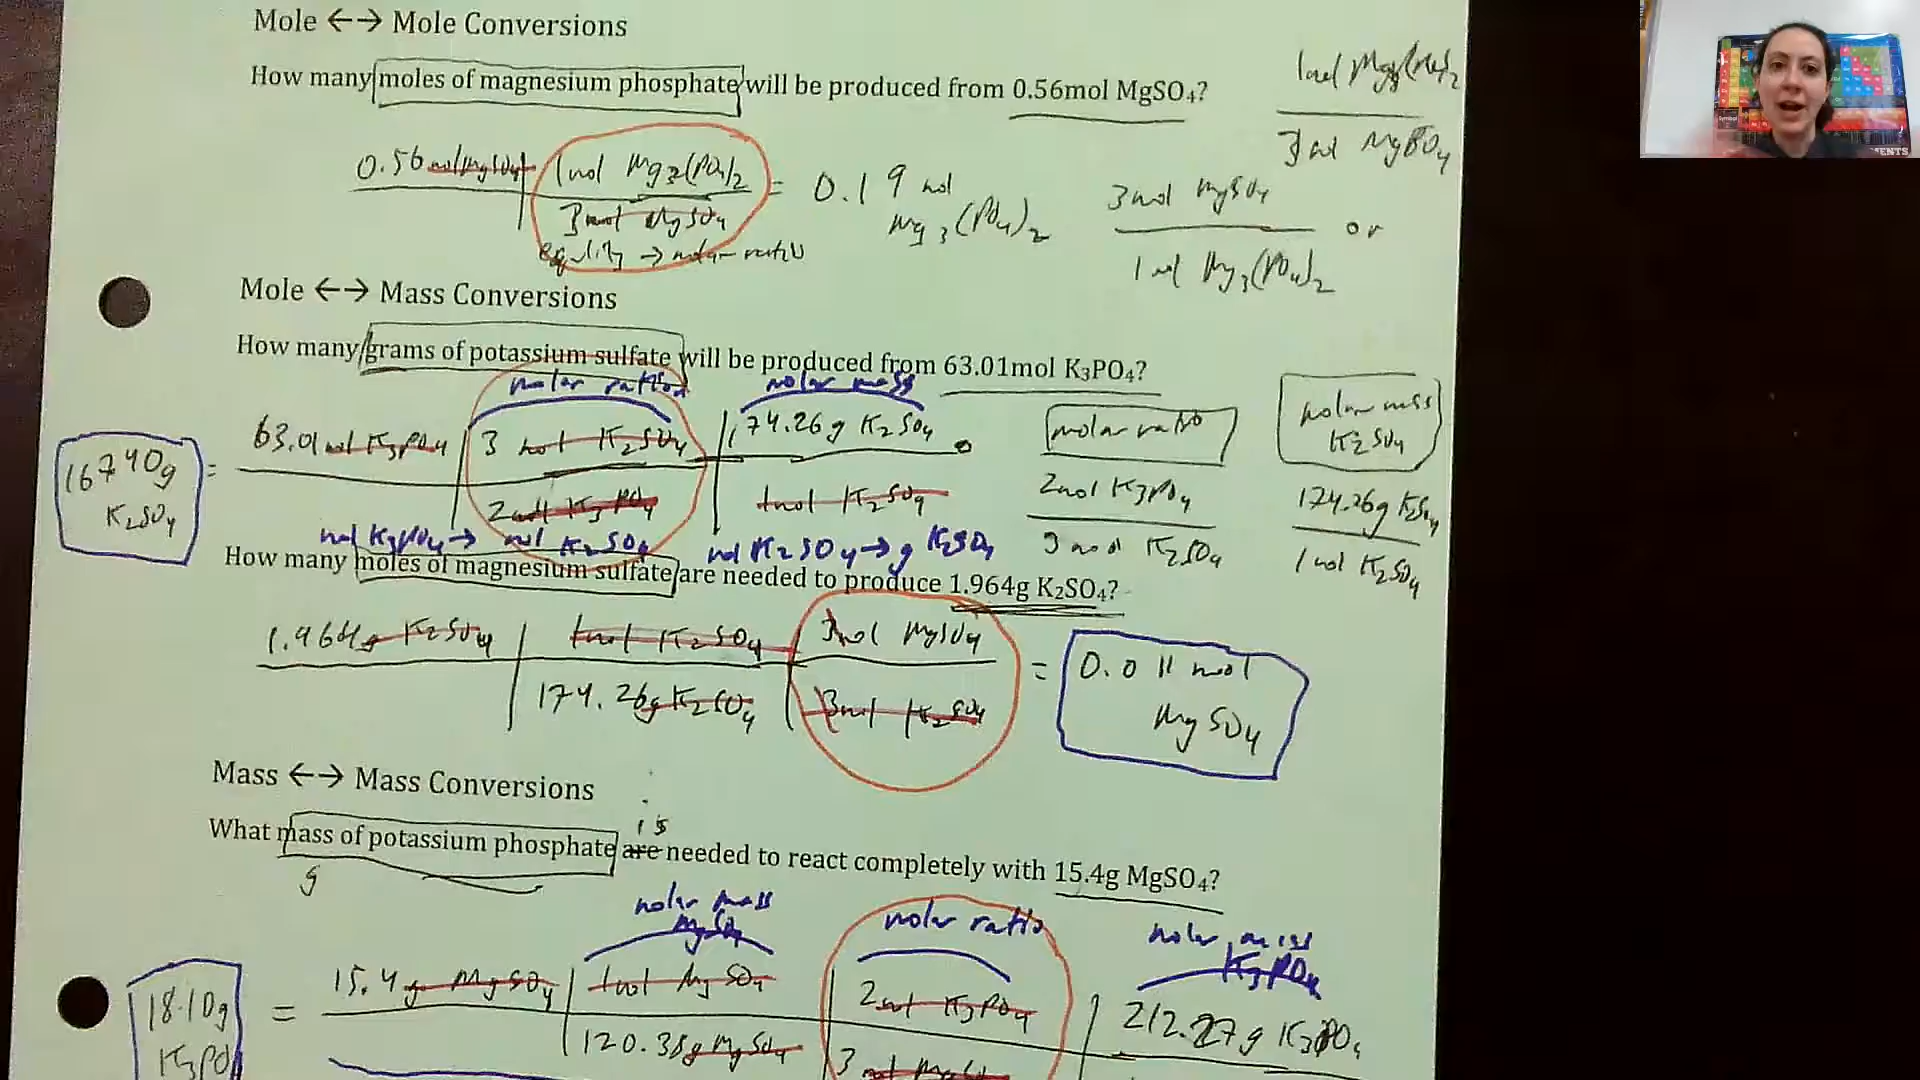 Mole ←→ Mole Conversions
How many moles of magnesium phosphate will be produced from 0.56mol MgSO₄?
3 mol MgSO₄
0.56 mol MgSO₄ 1 mol Mg₃(PO₄)₂ = 0.19 mol
3 mol MgSO₄ Mg₃(PO₄)₂
3 mol MgSO₄ or
1 mol Mg₃(PO₄)₂
Mole ←→ Mass Conversions
How many grams of potassium sulfate will be produced from 63.01mol K₃PO₄?
molar ratio molar mass
63.01 mol K₃PO₄ 3 mol K₂SO₄ 174.26g K₂SO₄
2 mol K₃PO₄ 1 mol K₂SO₄
16740g =
K₂SO₄
molar ratio
2 mol K₃PO₄
3 mol K₂SO₄
molar mass
K₂SO₄
174.26g K₂SO₄
1 mol K₂SO₄
mol K₃PO₄ → mol K₂SO₄ mol K₂SO₄ → g K₂SO₄
How many moles of magnesium sulfate are needed to produce 1.964g K₂SO₄?
1.964g K₂SO₄ 1 mol K₂SO₄ 3mol MgSO₄ = 0.011 mol
174.26g K₂SO₄ 3mol K₂SO₄ MgSO₄
Mass ←→ Mass Conversions
is
What mass of potassium phosphate are needed to react completely with 15.4g MgSO₄?
g
molar mass molar ratio molar mass
MgSO₄ K₃PO₄
18.10g = 15.4g MgSO₄ 1 mol MgSO₄ 2 mol K₃PO₄ 212.27g K₃PO₄
K₃PO₄ 120.38g MgSO₄ 3 mol MgSO₄